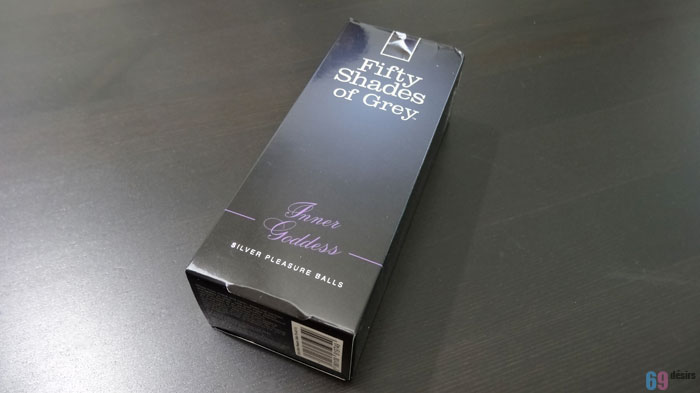 Fifty
Shades
of Grey
Inner
Goddess
SILVER PLEASURE BALLS
69 désirs